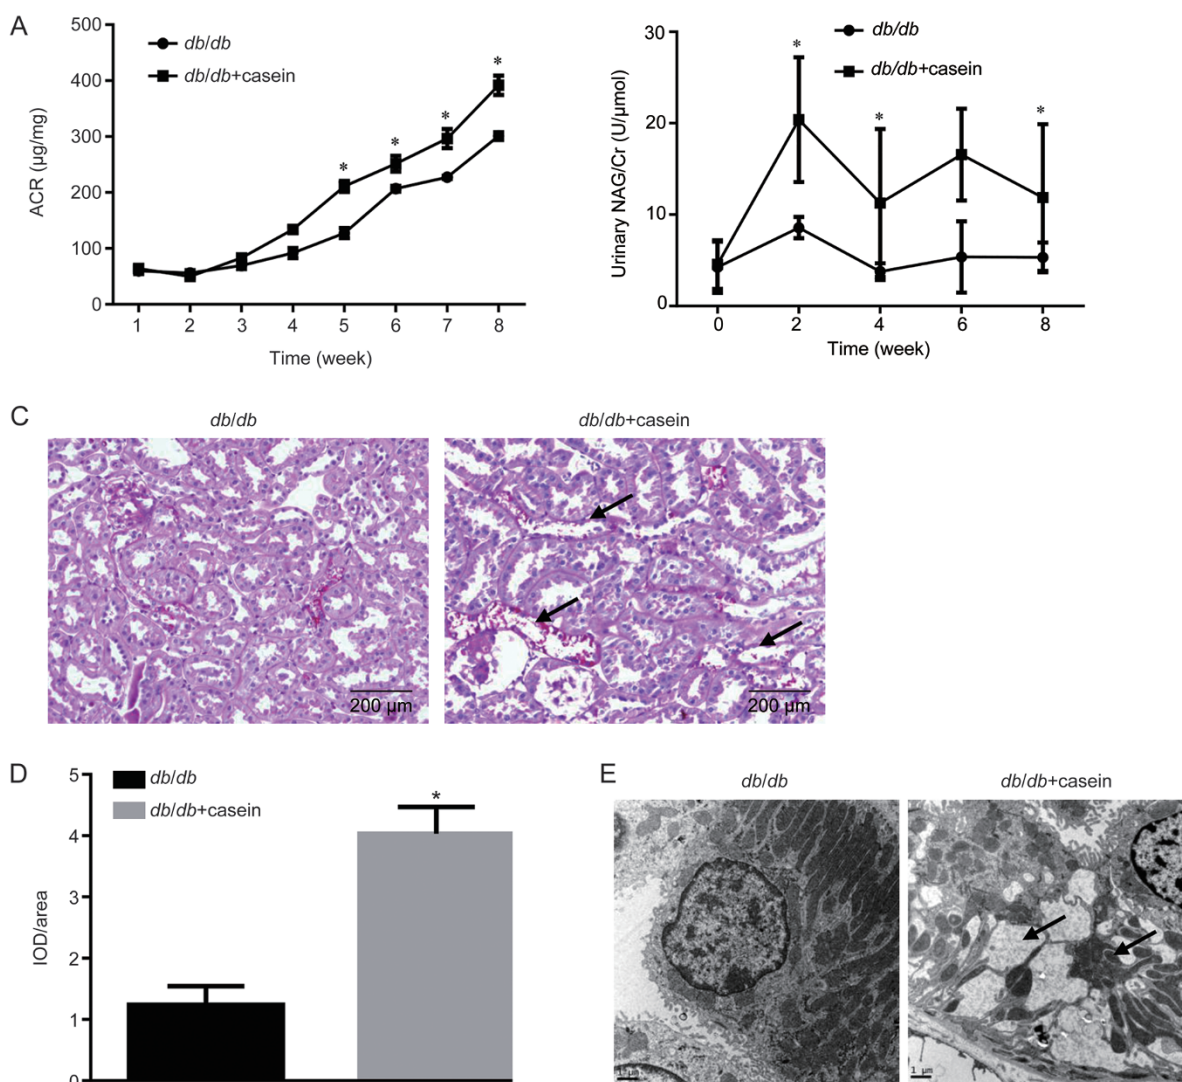 A
500
400
300
200
100
0
ACR (µg/mg)
db/db
db/db+casein
*
*
*
*
1 2 3 4 5 6 7 8
Time (week)
30
20
10
0
Urinary NAG/Cr (U/µmol)
db/db
db/db+casein
*
*
*
0 2 4 6 8
Time (week)
C
db/db
db/db+casein
200 µm
200 µm
D
db/db
db/db+casein
5
4
3
2
1
0
IOD/area
*
E
db/db
db/db+casein
1 µm
1 µm